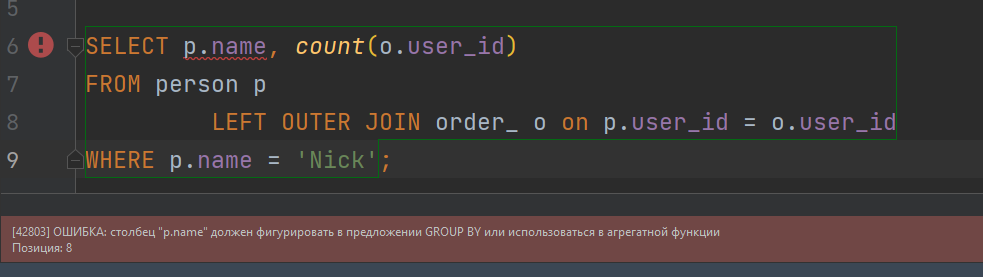 5
6 SELECT p.name, count(o.user_id)
7 FROM person p
8 LEFT OUTER JOIN order_ o on p.user_id = o.user_id
9 WHERE p.name = 'Nick';
[42803] ОШИБКА: столбец "p.name" должен фигурировать в предложении GROUP BY или использоваться в агрегатной функции
Позиция: 8